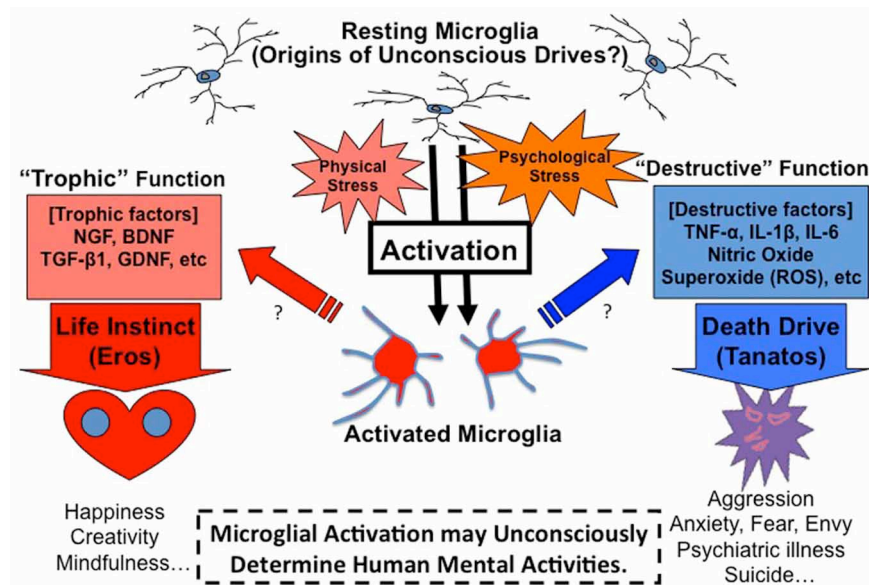 Resting Microglia
(Origins of Unconscious Drives?)
Physical
Stress
Psychological
Stress
“Trophic” Function
[Trophic factors]
NGF, BDNF
TGF-β1, GDNF, etc
“Destructive” Function
[Destructive factors]
TNF-α, IL-1β, IL-6
Nitric Oxide
Superoxide (ROS), etc
Activation
?
?
Life Instinct
(Eros)
Death Drive
(Tanatos)
Activated Microglia
Happiness
Creativity
Mindfulness…
Microglial Activation may Unconsciously
Determine Human Mental Activities.
Aggression
Anxiety, Fear, Envy
Psychiatric illness
Suicide…